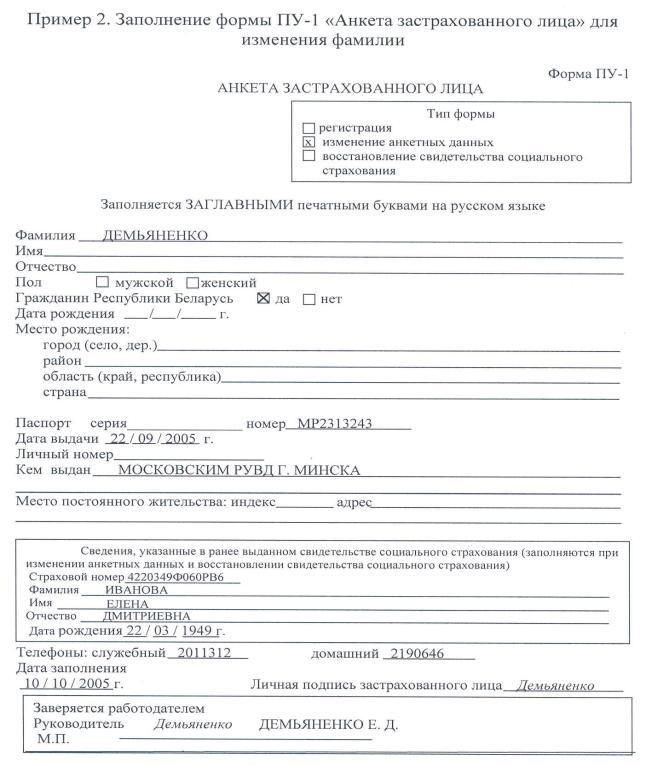 Пример 2. Заполнение формы ПУ-1 «Анкета застрахованного лица» для
изменения фамилии
Форма ПУ-1
АНКЕТА ЗАСТРАХОВАННОГО ЛИЦА
Тип формы
регистрация
x изменение анкетных данных
восстановление свидетельства социального
страхования
Заполняется ЗАГЛАВНЫМИ печатными буквами на русском языке
Фамилия ДЕМЬЯНЕНКО
Имя
Отчество
Пол мужской женский
Гражданин Республики Беларусь X да нет
Дата рождения ___/___/_____ г.
Место рождения:
город (село, дер.)
район
область (край, республика)
страна
Паспорт серия номер МР2313243
Дата выдачи 22 / 09 / 2005 г.
Личный номер
Кем выдан МОСКОВСКИМ РУВД Г. МИНСКА
Место постоянного жительства: индекс адрес
Сведения, указанные в ранее выданном свидетельстве социального страхования (заполняются при
изменении анкетных данных и восстановлении свидетельства социального страхования)
Страховой номер 4220349Ф060РВ6
Фамилия ИВАНОВА
Имя ЕЛЕНА
Отчество ДМИТРИЕВНА
Дата рождения 22 / 03 / 1949 г.
Телефоны: служебный 2011312 домашний 2190646
Дата заполнения
10 / 10 / 2005 г. Личная подпись застрахованного лица Демьяненко
Заверяется работодателем
Руководитель Демьяненко ДЕМЬЯНЕНКО Е. Д.
М.П.